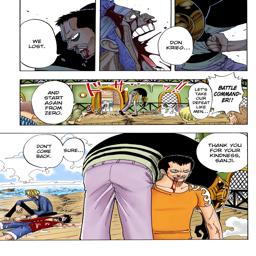 DON
KRIEG...
WE
LOST.
BATTLE
COMMAND-
ER!!
LET'S
TAKE
OUR
DEFEAT
LIKE
MEN...
AND
START
AGAIN
FROM
ZERO.
THANK YOU
FOR YOUR
KINDNESS,
SANJI.
SURE...
DON'T
COME
BACK.